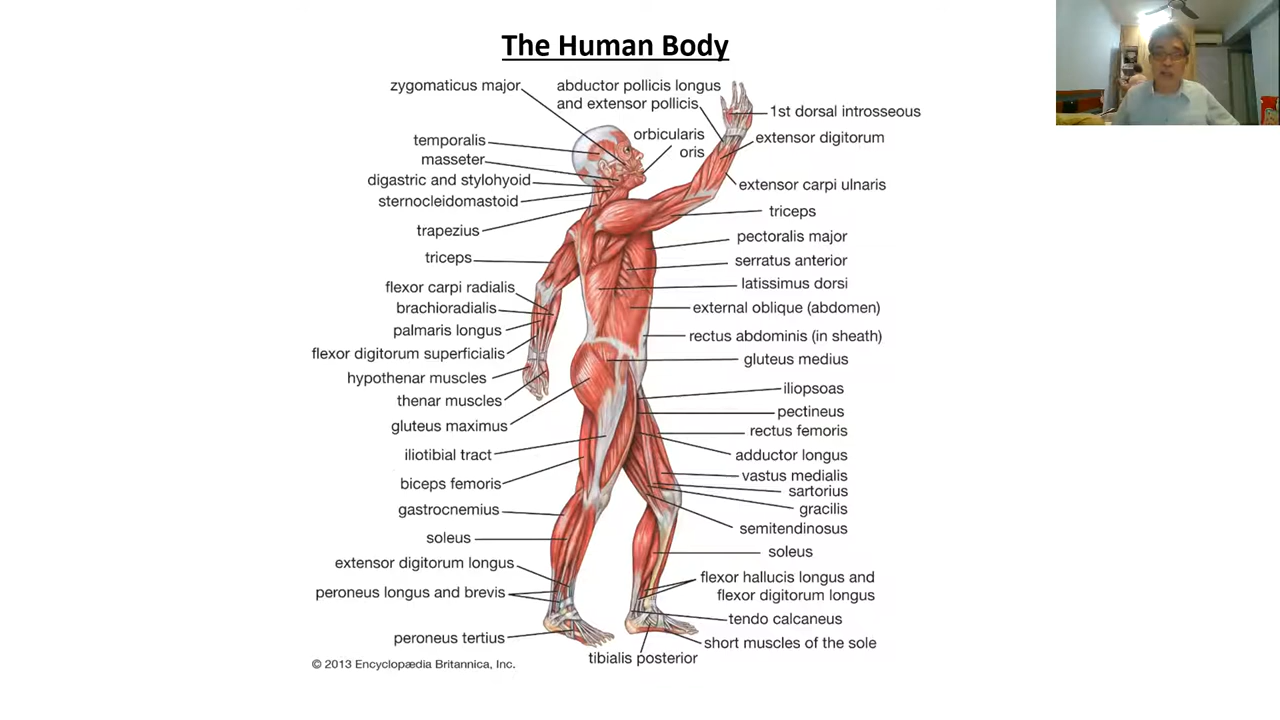 The Human Body
zygomaticus major
abductor pollicis longus
and extensor pollicis
1st dorsal introsseous
temporalis
orbicularis
oris
extensor digitorum
masseter
digastric and stylohyoid
extensor carpi ulnaris
sternocleidomastoid
triceps
trapezius
pectoralis major
triceps
serratus anterior
flexor carpi radialis
latissimus dorsi
brachioradialis
external oblique (abdomen)
palmaris longus
rectus abdominis (in sheath)
flexor digitorum superficialis
gluteus medius
hypothenar muscles
iliopsoas
thenar muscles
pectineus
gluteus maximus
rectus femoris
iliotibial tract
adductor longus
biceps femoris
vastus medialis
sartorius
gastrocnemius
gracilis
semitendinosus
soleus
soleus
extensor digitorum longus
flexor hallucis longus and
flexor digitorum longus
peroneus longus and brevis
tendo calcaneus
peroneus tertius
short muscles of the sole
tibialis posterior
© 2013 Encyclopædia Britannica, Inc.